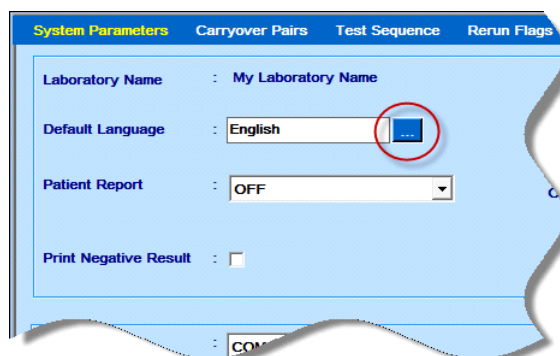 System Parameters Carryover Pairs Test Sequence Rerun Flags
Laboratory Name : My Laboratory Name
Default Language : English ...
Patient Report : OFF
Print Negative Result :
: COM